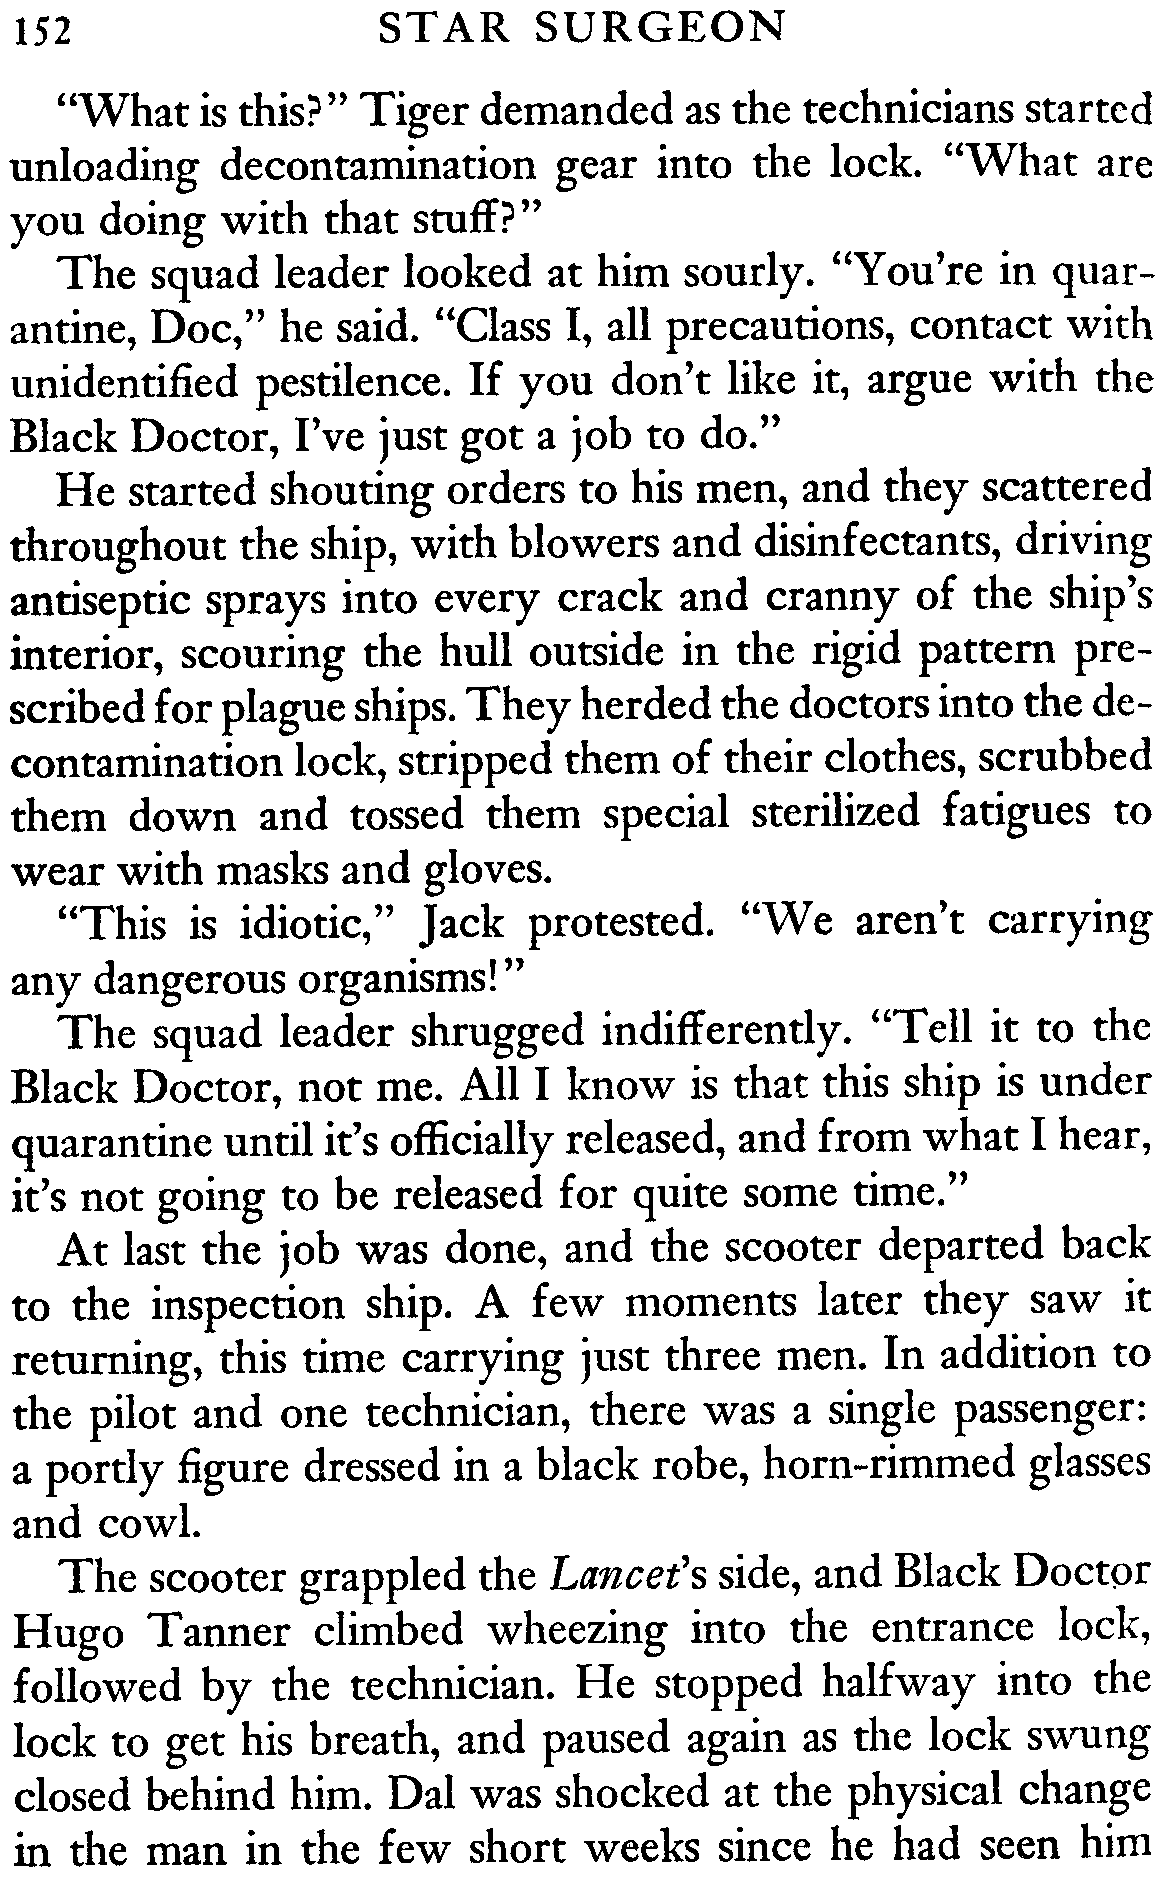 152 STAR SURGEON
“What is this?” Tiger demanded as the technicians started
unloading decontamination gear into the lock. “What are
you doing with that stuff?”
The squad leader looked at him sourly. “You're in quar-
antine, Doc,” he said. “Class I, all precautions, contact with
unidentified pestilence. If you don't like it, argue with the
Black Doctor, I've just got a job to do.”
He started shouting orders to his men, and they scattered
throughout the ship, with blowers and disinfectants, driving
antiseptic sprays into every crack and cranny of the ship's
interior, scouring the hull outside in the rigid pattern pre-
scribed for plague ships. They herded the doctors into the de-
contamination lock, stripped them of their clothes, scrubbed
them down and tossed them special sterilized fatigues to
wear with masks and gloves.
“This is idiotic,” Jack protested. “We aren't carrying
any dangerous organisms!”
The squad leader shrugged indifferently. “Tell it to the
Black Doctor, not me. All I know is that this ship is under
quarantine until it's officially released, and from what I hear,
it's not going to be released for quite some time.”
At last the job was done, and the scooter departed back
to the inspection ship. A few moments later they saw it
returning, this time carrying just three men. In addition to
the pilot and one technician, there was a single passenger:
a portly figure dressed in a black robe, horn-rimmed glasses
and cowl.
The scooter grappled the Lancet's side, and Black Doctor
Hugo Tanner climbed wheezing into the entrance lock,
followed by the technician. He stopped halfway into the
lock to get his breath, and paused again as the lock swung
closed behind him. Dal was shocked at the physical change
in the man in the few short weeks since he had seen him